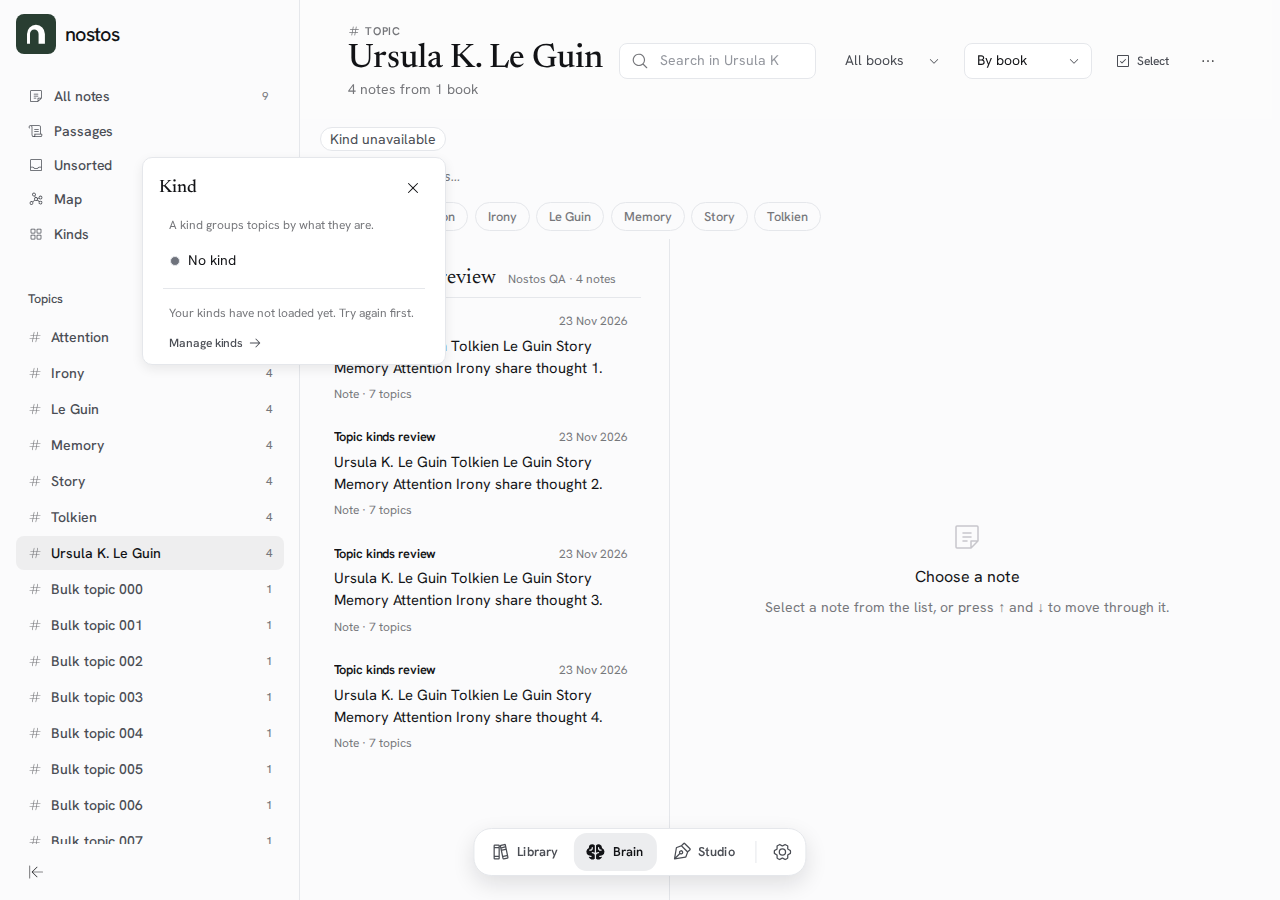 nostos
All notes 9
Passages
Unsorted
Map
Kinds
Topics
# Attention
# Irony 4
# Le Guin 4
# Memory 4
# Story 4
# Tolkien 4
# Ursula K. Le Guin 4
# Bulk topic 000 1
# Bulk topic 001 1
# Bulk topic 002 1
# Bulk topic 003 1
# Bulk topic 004 1
# Bulk topic 005 1
# Bulk topic 006 1
# Bulk topic 007 1
# TOPIC
Ursula K. Le Guin
4 notes from 1 book
Search in Ursula K
All books
By book
Select
Kind unavailable
Kind
A kind groups topics by what they are.
No kind
Your kinds have not loaded yet. Try again first.
Manage kinds →
Irony Le Guin Memory Story Tolkien
Nostos QA · 4 notes
23 Nov 2026
Tolkien Le Guin Story
Memory Attention Irony share thought 1.
Note · 7 topics
Topic kinds review 23 Nov 2026
Ursula K. Le Guin Tolkien Le Guin Story
Memory Attention Irony share thought 2.
Note · 7 topics
Topic kinds review 23 Nov 2026
Ursula K. Le Guin Tolkien Le Guin Story
Memory Attention Irony share thought 3.
Note · 7 topics
Topic kinds review 23 Nov 2026
Ursula K. Le Guin Tolkien Le Guin Story
Memory Attention Irony share thought 4.
Note · 7 topics
Choose a note
Select a note from the list, or press ↑ and ↓ to move through it.
Library Brain Studio